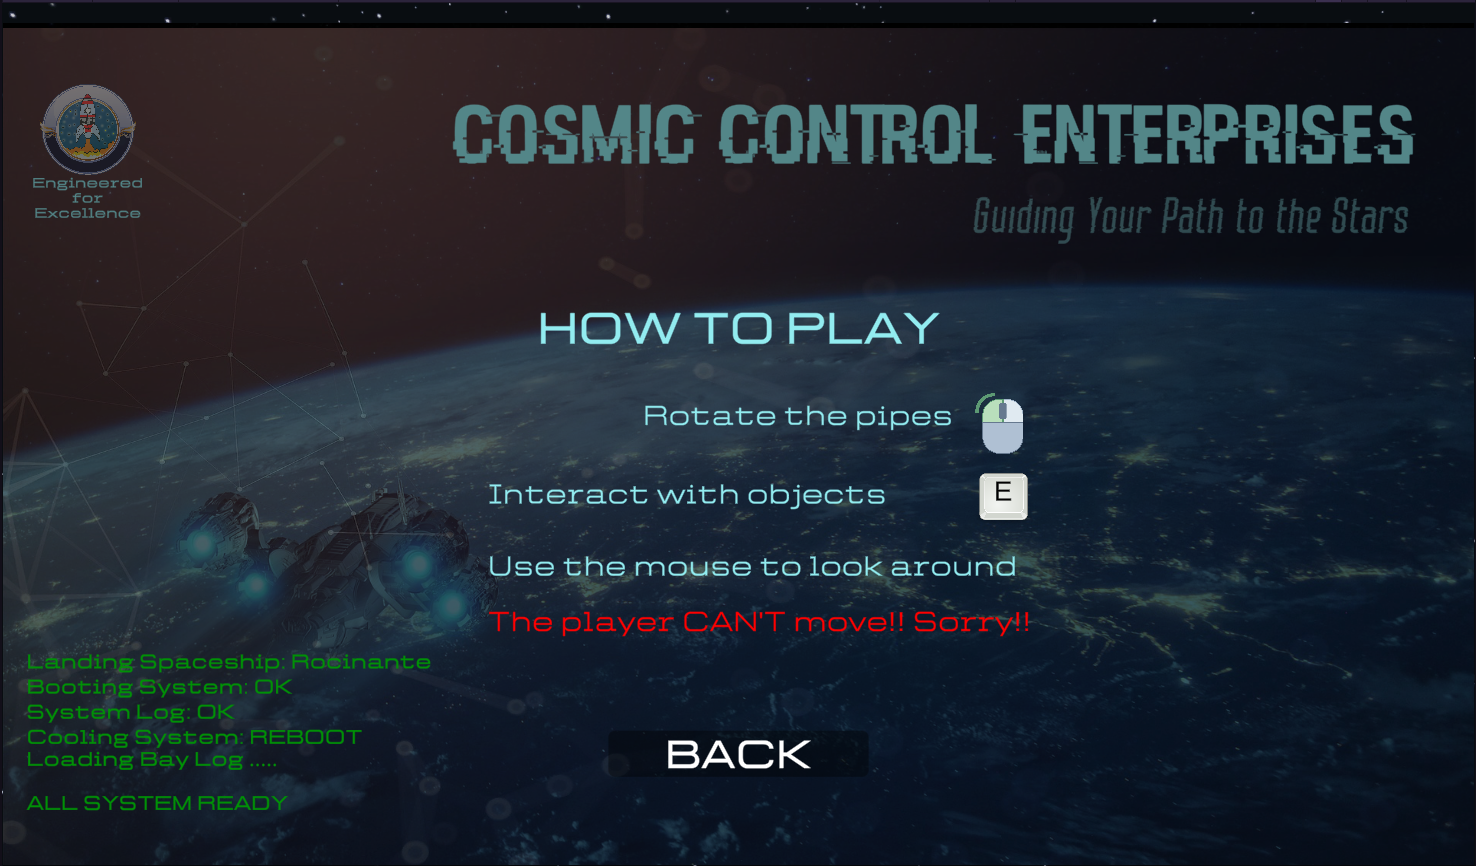 COSMIC CONTROL ENTERPRISES
Guiding Your Path to the Stars
Engineered
for
Excellence
HOW TO PLAY
Rotate the pipes
Interact with objects E
Use the mouse to look around
The player CAN'T move!! Sorry!!
Landing Spaceship: Rocinante
Booting System: OK
System Log: OK
Cooling System: REBOOT
Loading Bay Log .....
ALL SYSTEM READY
BACK